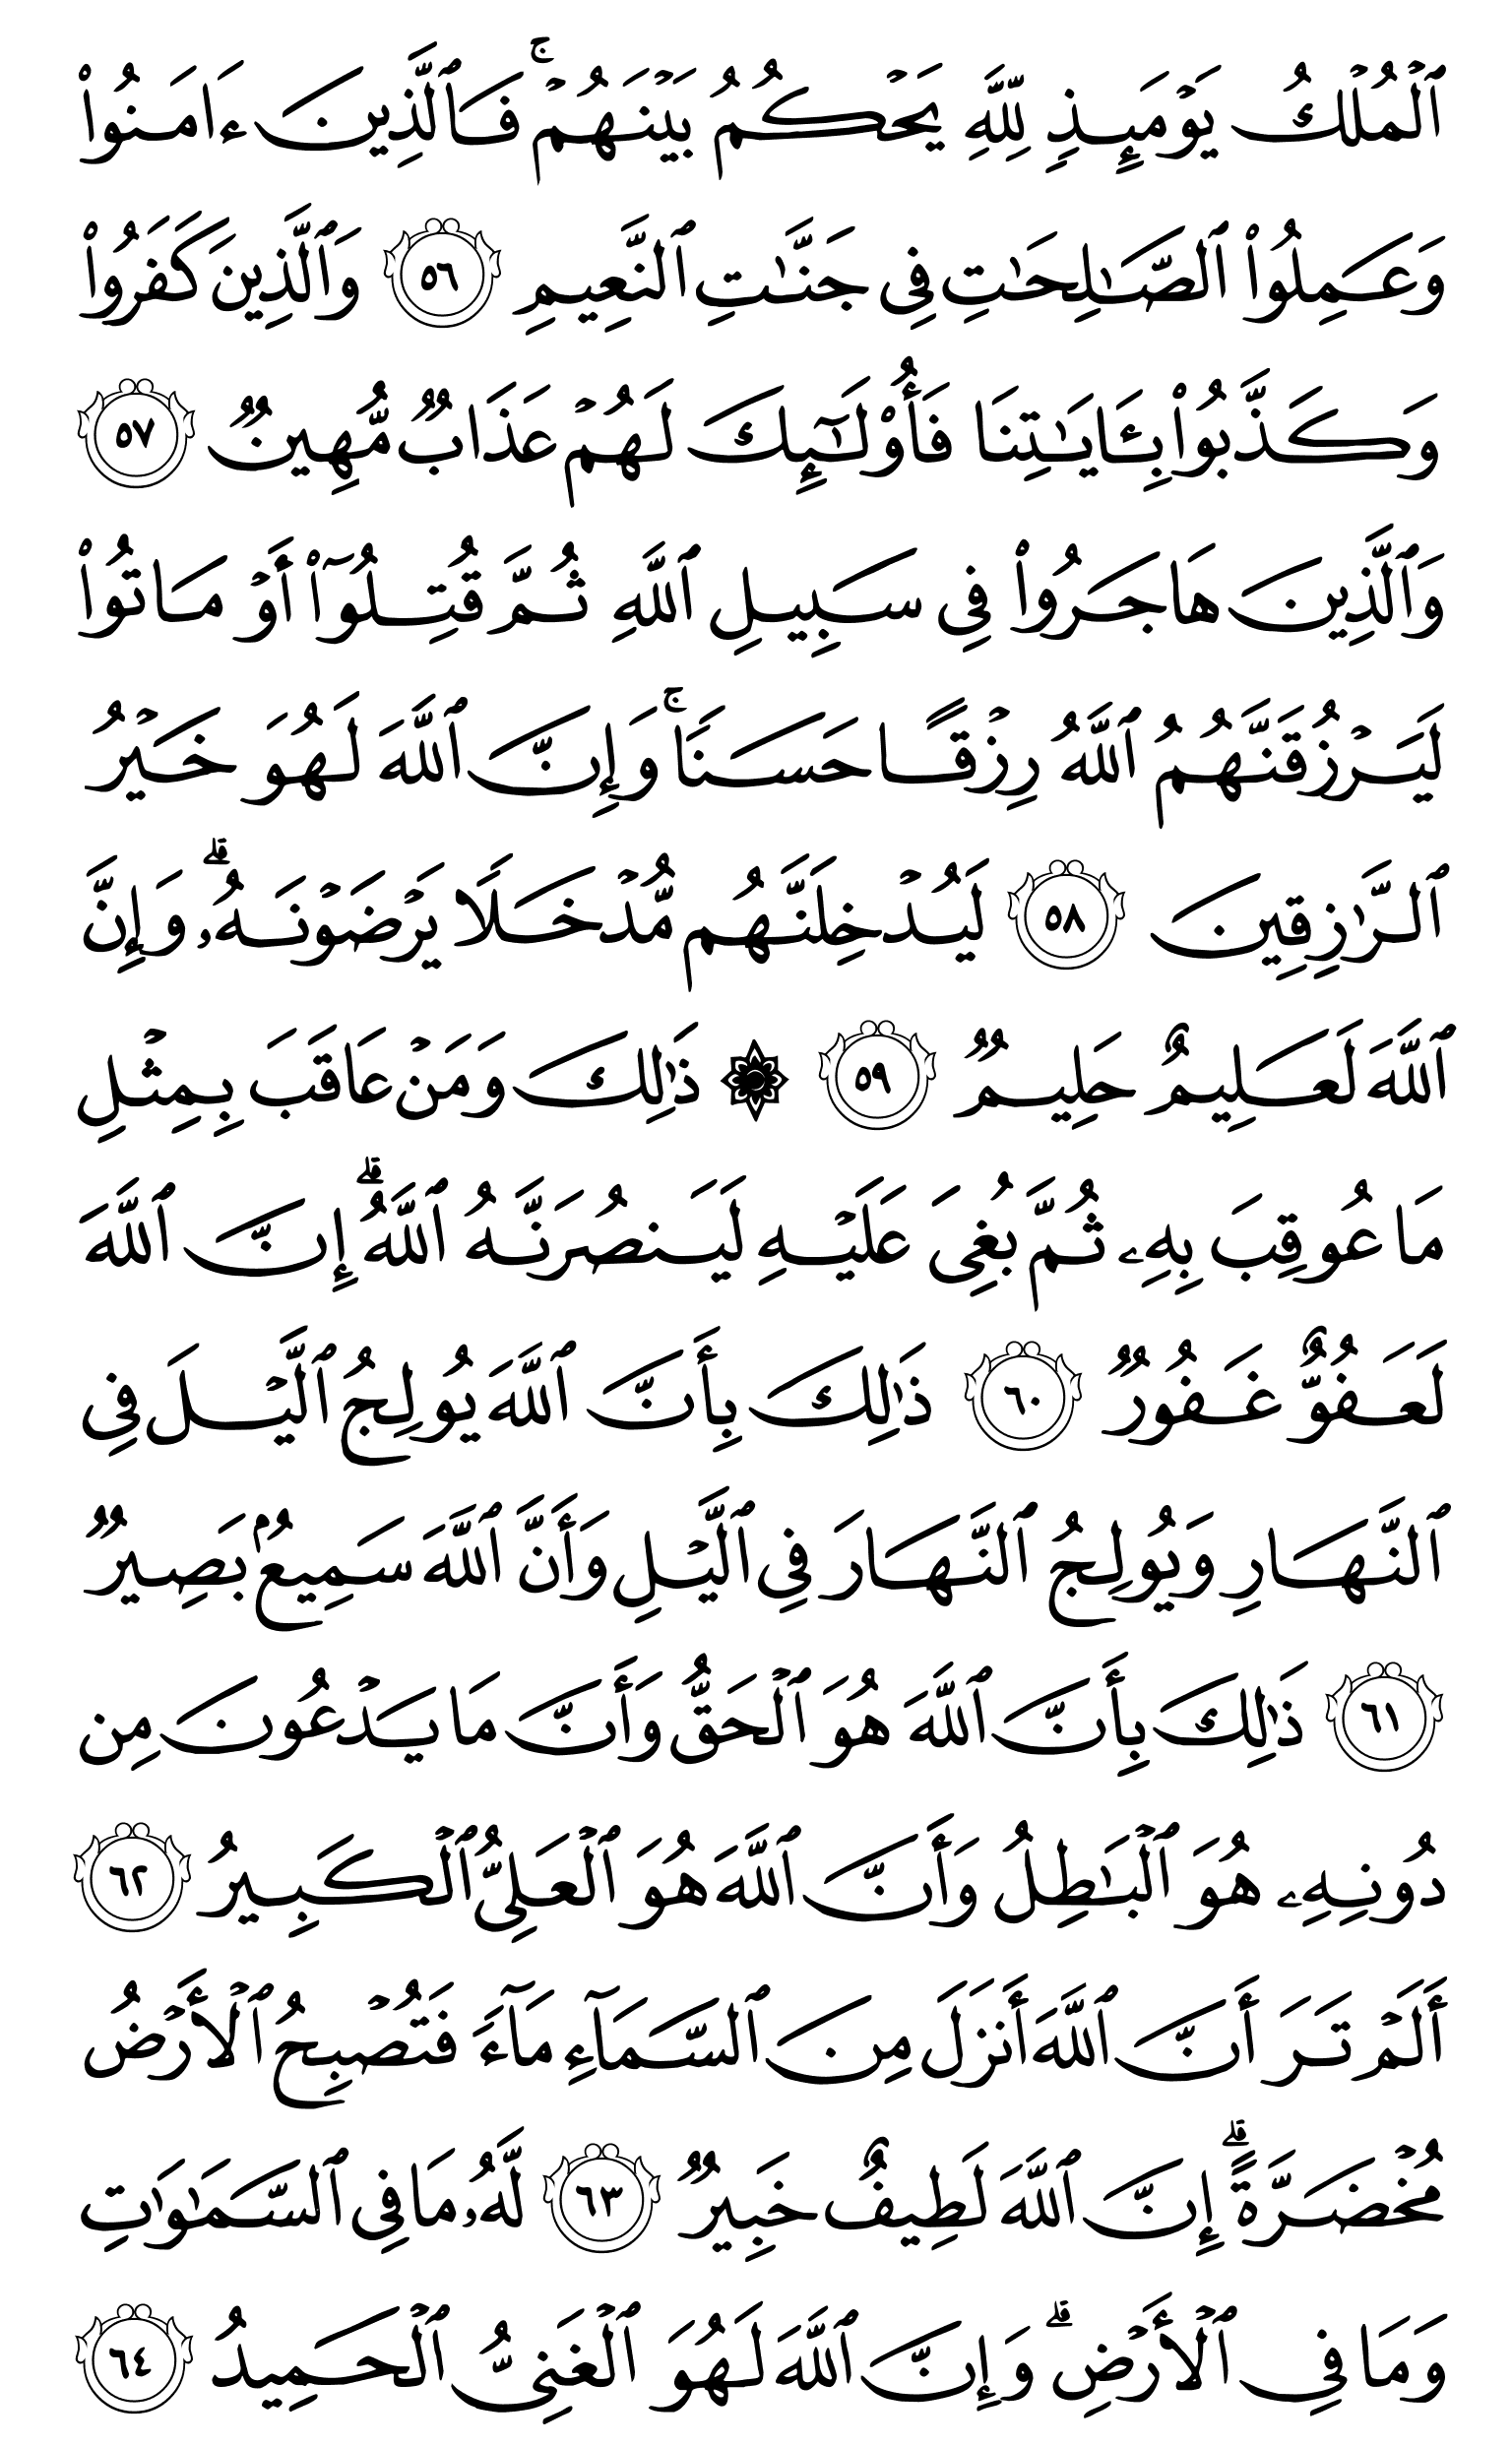 ٱلْمُلْكُ يَوْمَئِذٍ لِّلَّهِ يَحْكُمُ بَيْنَهُمْ ۚ فَٱلَّذِينَ ءَامَنُوا۟
وَعَمِلُوا۟ ٱلصَّـٰلِحَـٰتِ فِى جَنَّـٰتِ ٱلنَّعِيمِ ٥٦ وَٱلَّذِينَ كَفَرُوا۟
وَكَذَّبُوا۟ بِـَٔايَـٰتِنَا فَأُو۟لَـٰٓئِكَ لَهُمْ عَذَابٌ مُّهِينٌ ٥٧
وَٱلَّذِينَ هَاجَرُوا۟ فِى سَبِيلِ ٱللَّهِ ثُمَّ قُتِلُوٓا۟ أَوْ مَاتُوا۟
لَيَرْزُقَنَّهُمُ ٱللَّهُ رِزْقًا حَسَنًا ۚ وَإِنَّ ٱللَّهَ لَهُوَ خَيْرُ
ٱلرَّٰزِقِينَ ٥٨ لَيُدْخِلَنَّهُم مُّدْخَلًا يَرْضَوْنَهُۥ ۗ وَإِنَّ
ٱللَّهَ لَعَلِيمٌ حَلِيمٌ ٥٩ ۞ ذَٰلِكَ وَمَنْ عَاقَبَ بِمِثْلِ
مَا عُوقِبَ بِهِۦ ثُمَّ بُغِىَ عَلَيْهِ لَيَنصُرَنَّهُ ٱللَّهُ ۗ إِنَّ ٱللَّهَ
لَعَفُوٌّ غَفُورٌ ٦٠ ذَٰلِكَ بِأَنَّ ٱللَّهَ يُولِجُ ٱلَّيْلَ فِى
ٱلنَّهَارِ وَيُولِجُ ٱلنَّهَارَ فِى ٱلَّيْلِ وَأَنَّ ٱللَّهَ سَمِيعٌۢ بَصِيرٌ
٦١ ذَٰلِكَ بِأَنَّ ٱللَّهَ هُوَ ٱلْحَقُّ وَأَنَّ مَا يَدْعُونَ مِن
دُونِهِۦ هُوَ ٱلْبَـٰطِلُ وَأَنَّ ٱللَّهَ هُوَ ٱلْعَلِىُّ ٱلْكَبِيرُ ٦٢
أَلَمْ تَرَ أَنَّ ٱللَّهَ أَنزَلَ مِنَ ٱلسَّمَآءِ مَآءً فَتُصْبِحُ ٱلْأَرْضُ
مُخْضَرَّةً ۗ إِنَّ ٱللَّهَ لَطِيفٌ خَبِيرٌ ٦٣ لَّهُۥ مَا فِى ٱلسَّمَـٰوَٰتِ
وَمَا فِى ٱلْأَرْضِ ۗ وَإِنَّ ٱللَّهَ لَهُوَ ٱلْغَنِىُّ ٱلْحَمِيدُ ٦٤